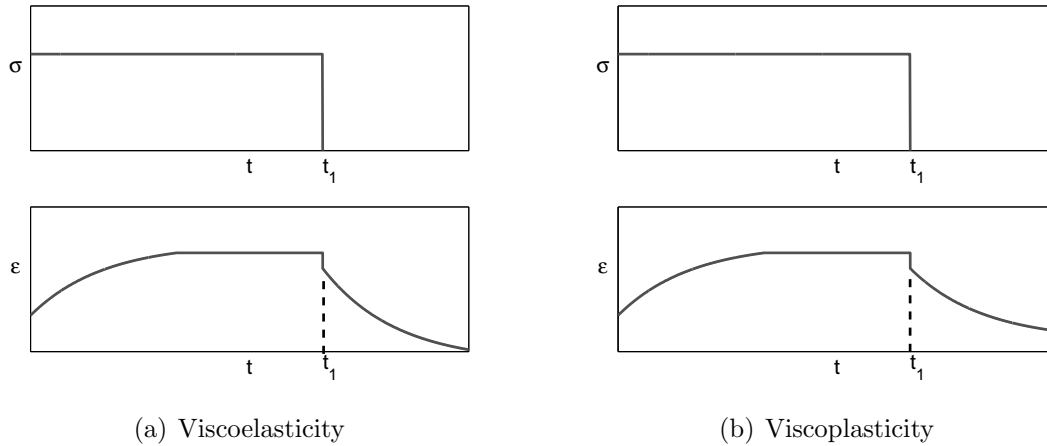 σ
t
t₁
ε
t
t₁
(a) Viscoelasticity
σ
t
t₁
ε
t
t₁
(b) Viscoplasticity